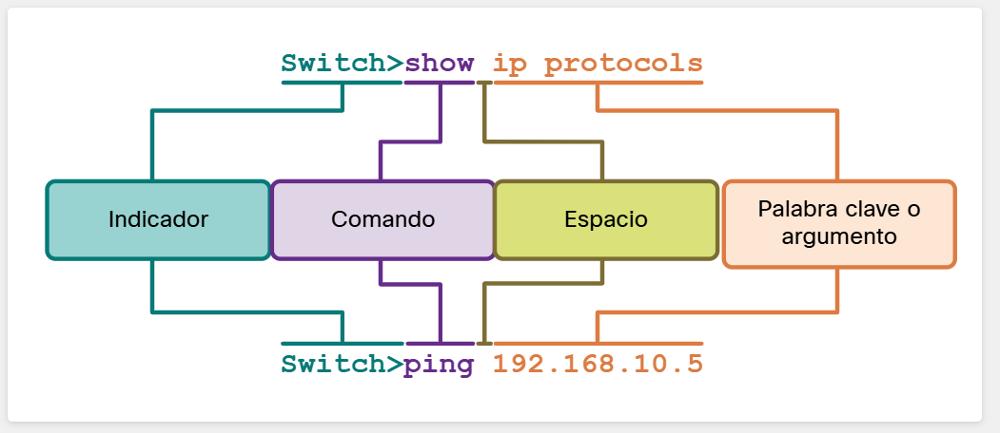 Switch>show ip protocols
Indicador
Comando
Espacio
Palabra clave o
argumento
Switch>ping 192.168.10.5